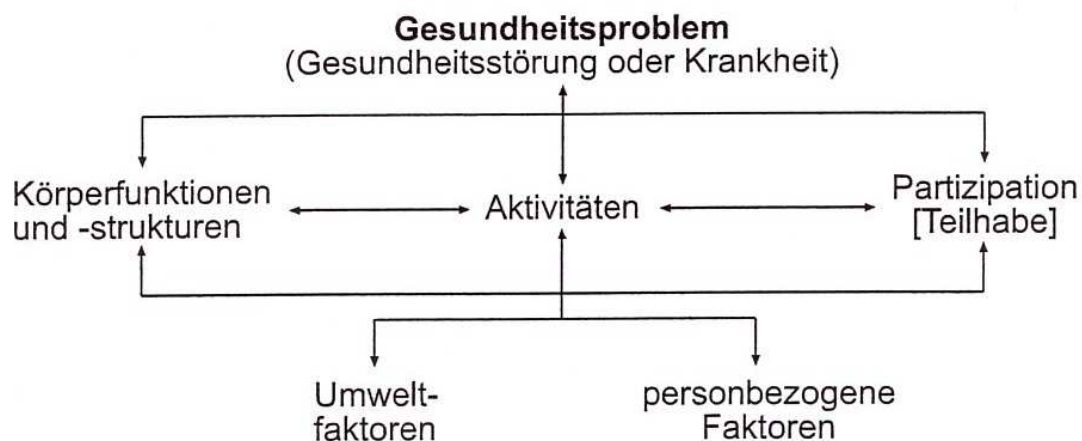 Gesundheitsproblem
(Gesundheitsstörung oder Krankheit)
Körperfunktionen
und -strukturen
Aktivitäten
Partizipation
[Teilhabe]
Umwelt-
faktoren
personbezogene
Faktoren